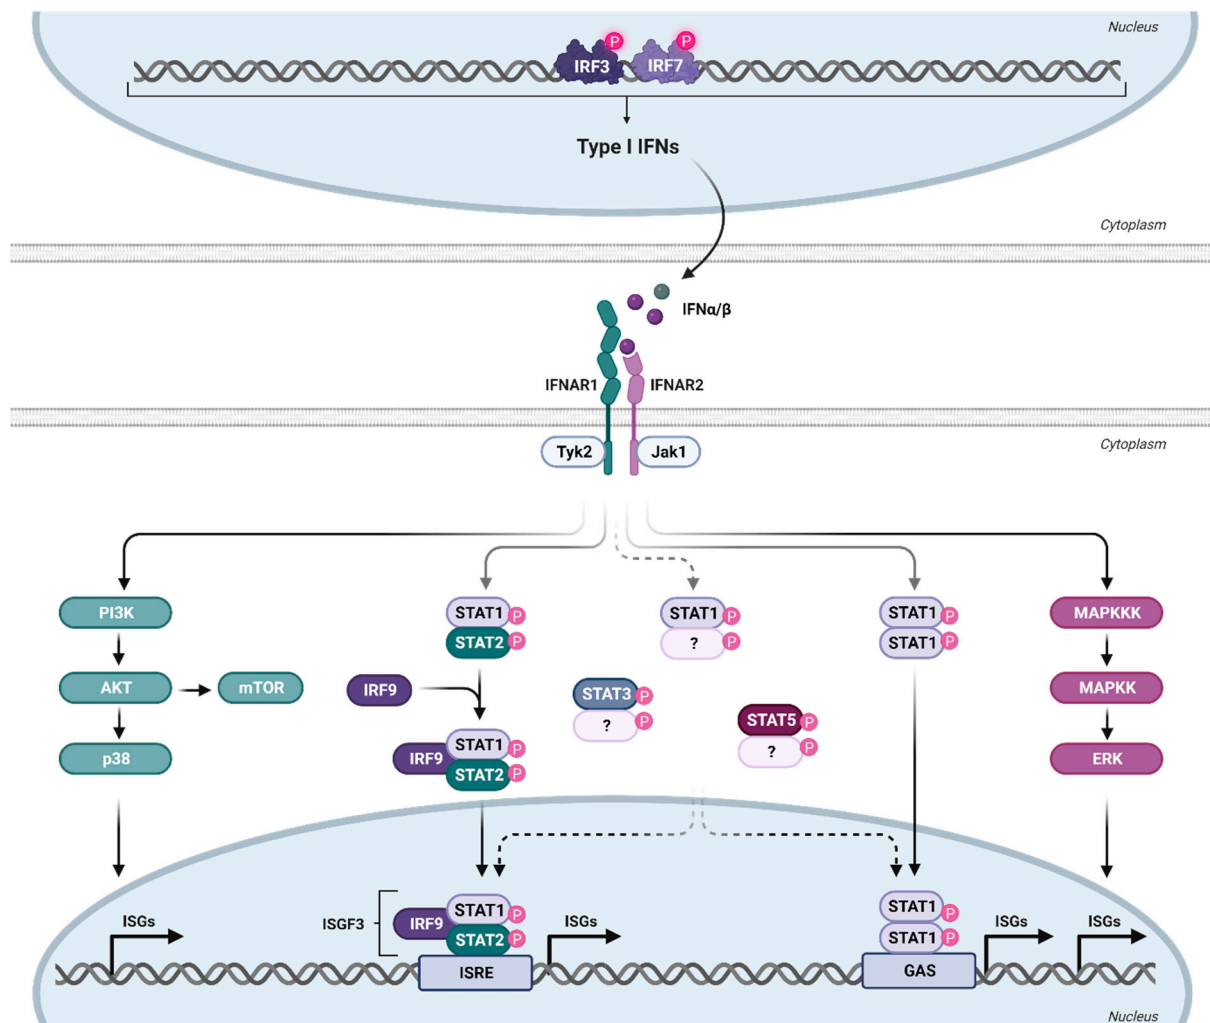 Nucleus
P
P
IRF3
IRF7
Type I IFNs
Cytoplasm
IFNα/β
IFNAR1
IFNAR2
Cytoplasm
Tyk2
Jak1
PI3K
STAT1
P
STAT2
P
STAT1
P
?
P
STAT1
P
STAT1
P
MAPKKK
AKT
mTOR
IRF9
STAT3
P
?
P
STAT5
P
?
P
MAPKK
p38
IRF9
STAT1
P
STAT2
P
ERK
ISGs
ISGF3
IRF9
STAT1
P
STAT2
P
ISGs
STAT1
P
STAT1
P
ISGs
ISGs
ISRE
GAS
Nucleus